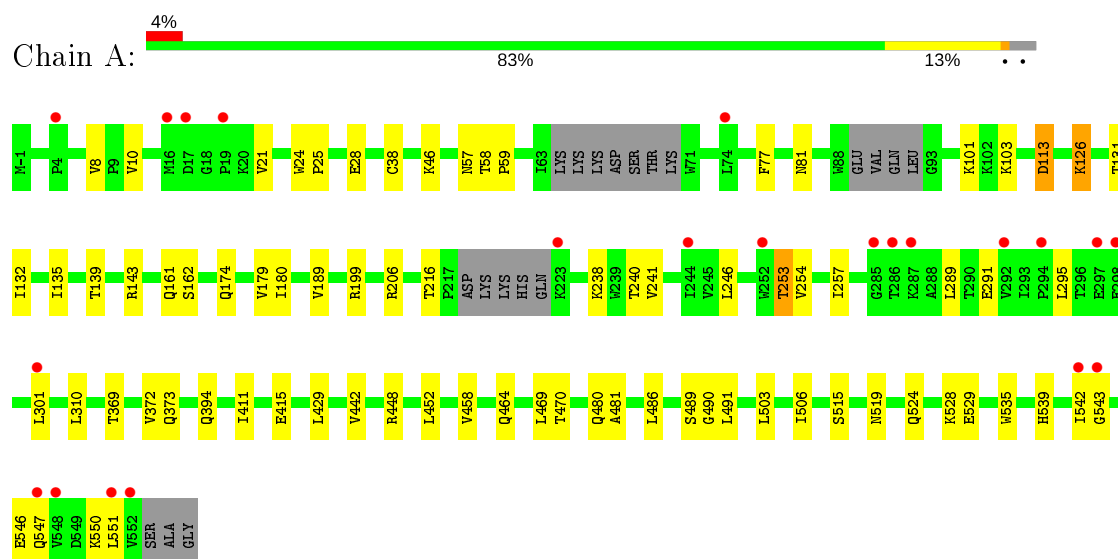 4%
Chain A:
83% 13% • •
M-1 P4 V8 P9 V10 M16 D17 G18 P19 K20 V21 W24 P25 E28 C38 K46 N57 T58 P59 I63 LYS LYS LYS ASP SER THR LYS W71 L74 F77 N81 W88 GLU VAL GLN LEU G93 K101 K102 K103 D113 K126 T131
I132 I135 T139 R143 Q161 S162 Q174 V179 I180 V189 R199 R206 T216 P217 ASP LYS LYS HIS GLN K223 K238 W239 T240 V241 I244 V245 L246 W252 T253 V254 I257 G285 T286 K287 A288 L289 T290 E291 V292 I293 P294 L295 T296 E297 E298
L301 L310 T369 V372 Q373 Q394 I411 E415 L429 V442 R448 L452 V458 Q464 L469 T470 Q480 A481 L486 S489 G490 L491 L503 I506 S515 N519 Q524 K528 E529 W535 H539 I542 G543
E546 Q547 V548 D549 K550 L551 V552 SER ALA GLY